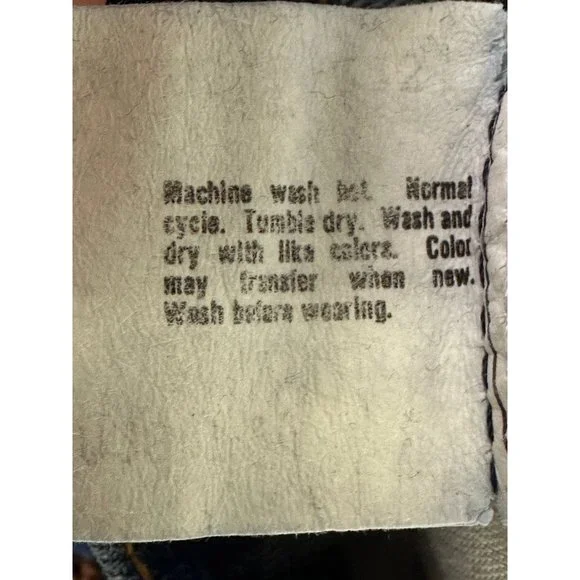 Machine wash hot. Normal
cycle. Tumble dry. Wash and
dry with like colors. Color
may transfer when new.
Wash before wearing.